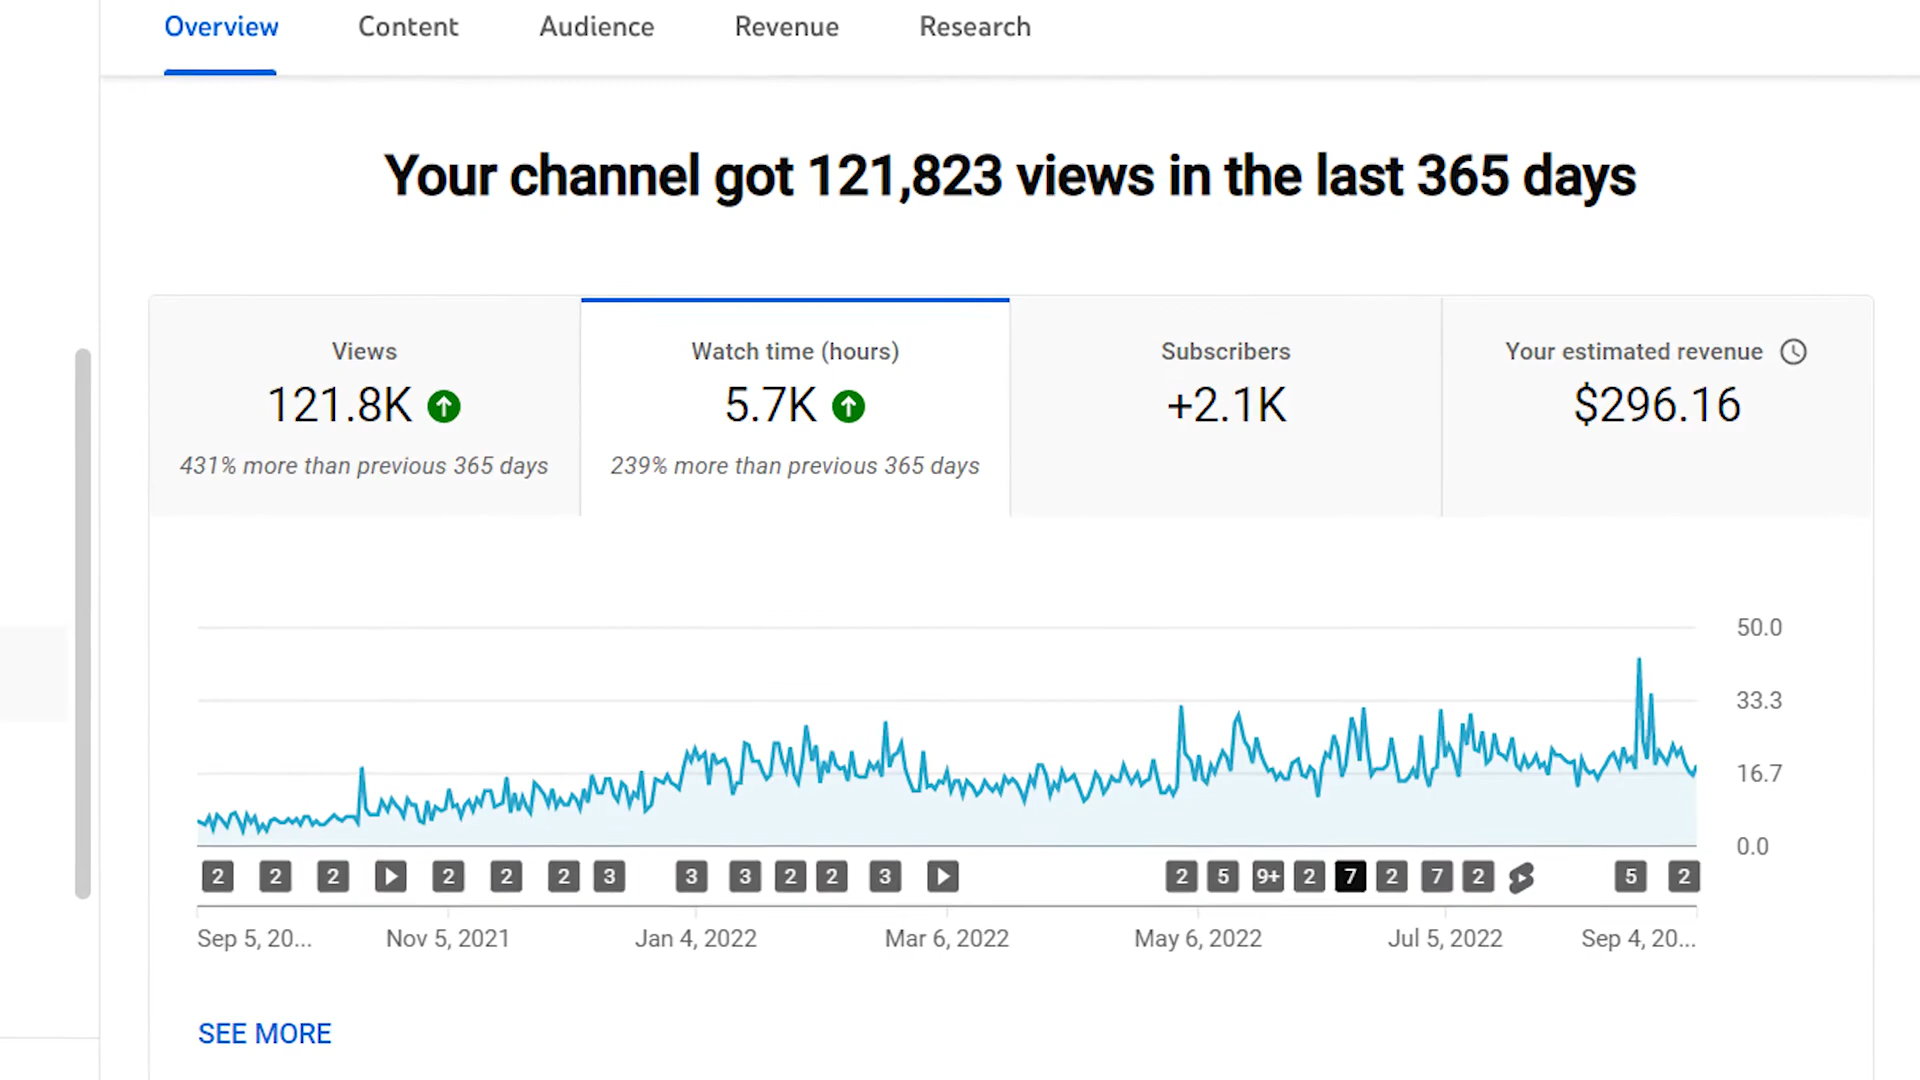 Overview Content Audience Revenue Research
Your channel got 121,823 views in the last 365 days
Views Watch time (hours) Subscribers Your estimated revenue
121.8K 5.7K +2.1K $296.16
431% more than previous 365 days 239% more than previous 365 days
50.0
33.3
16.7
0.0
2 2 2 2 2 2 3 3 3 2 2 3 2 5 9+ 2 7 2 7 2 5 2
Sep 5, 20... Nov 5, 2021 Jan 4, 2022 Mar 6, 2022 May 6, 2022 Jul 5, 2022 Sep 4, 20...
SEE MORE